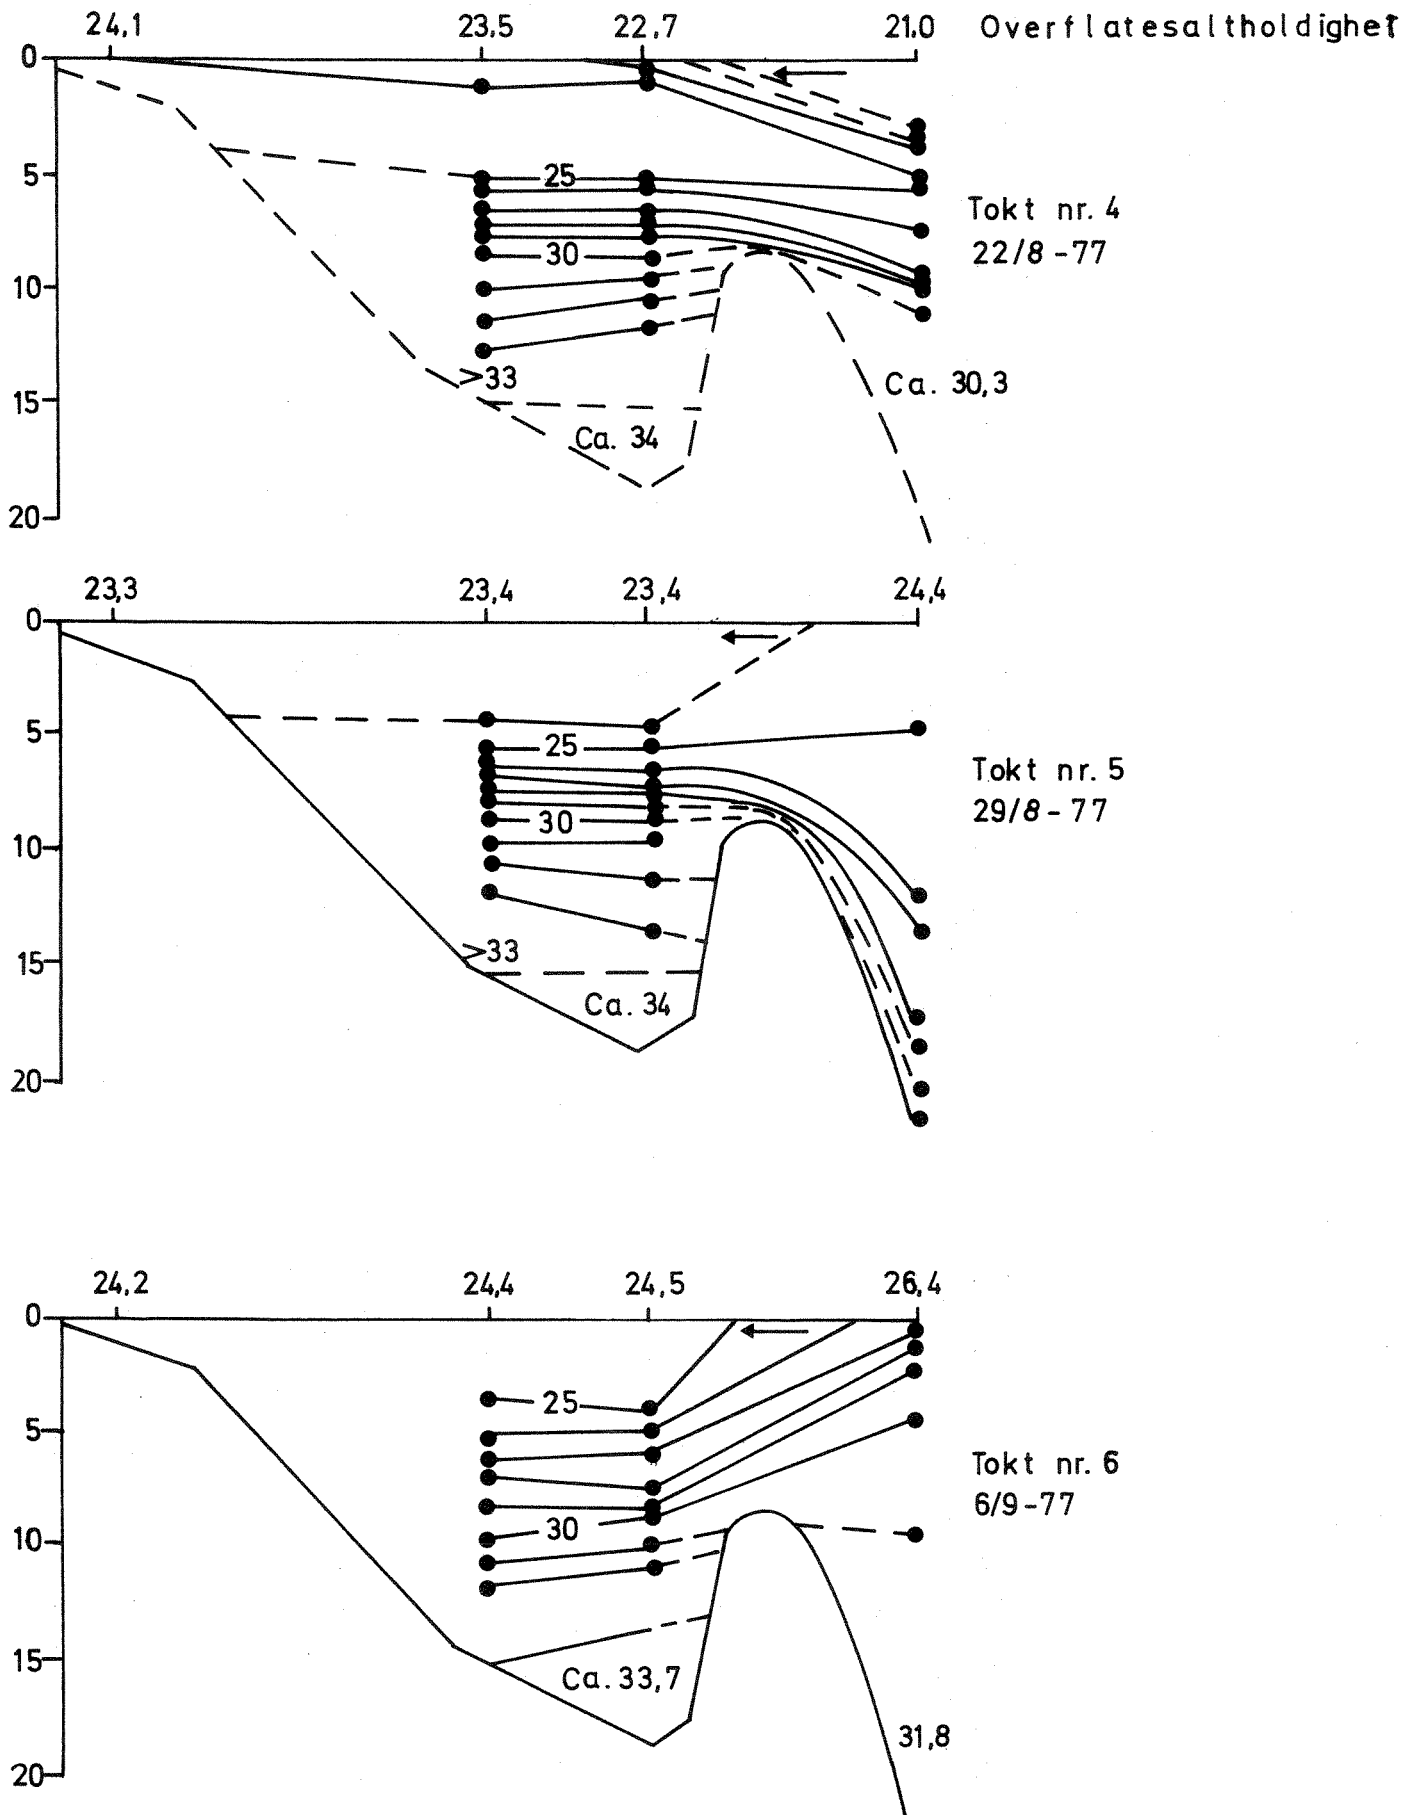 24,1 23,5 22,7 21,0 Overflatesaltholdighet
0
5
25
Tokt nr. 4
22/8-77
30
10
>33
Ca. 30,3
15
Ca. 34
20
23,3 23,4 23,4 24,4
0
5
25
Tokt nr. 5
29/8-77
30
10
>33
15
Ca. 34
20
24,2 24,4 24,5 26,4
0
25
5
Tokt nr. 6
6/9-77
30
10
15
Ca. 33,7
31,8
20